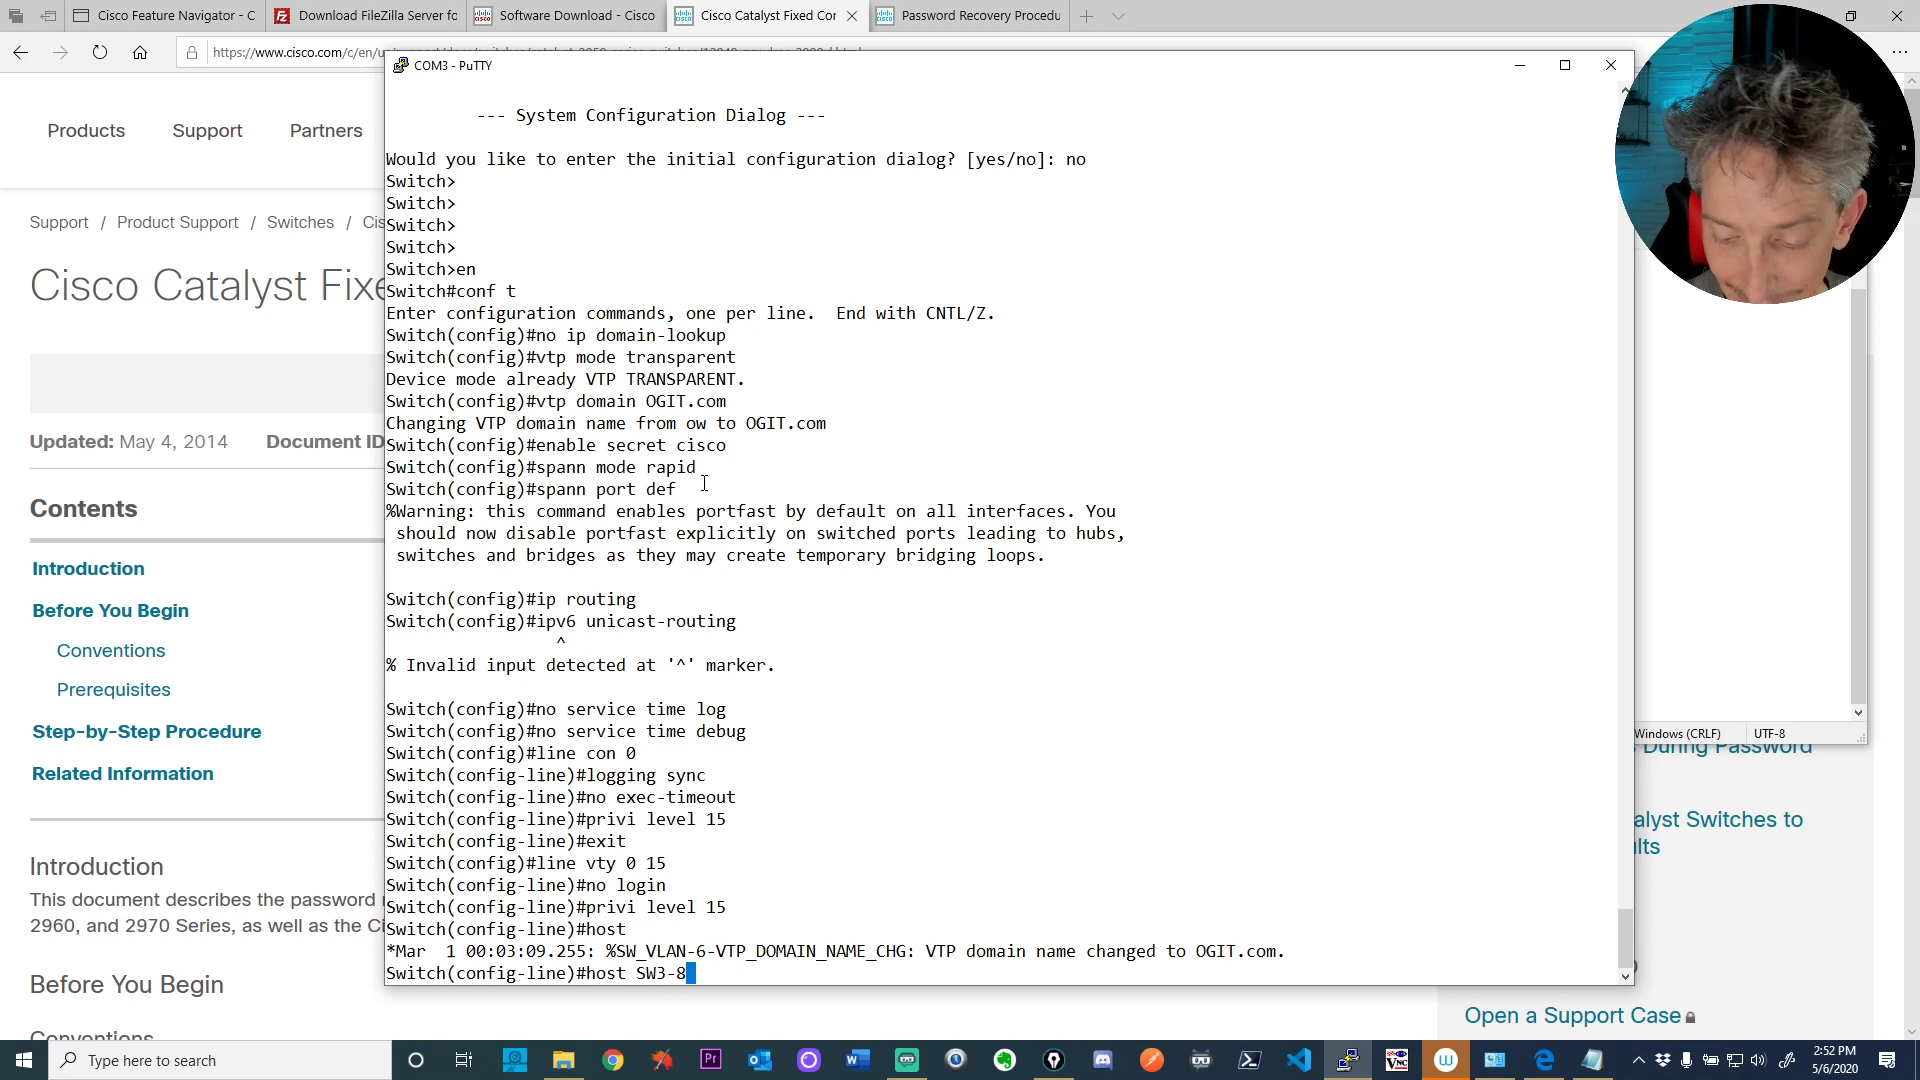 Cisco Feature Navigator - C
Download FileZilla Server fo
Software Download - Cisco
Cisco Catalyst Fixed Cor
Password Recovery Procedu
https://www.cisco.com/c/en/u
Products
Support
Partners
Support / Product Support / Switches / Cis
Cisco Catalyst Fixe
Updated: May 4, 2014
Document ID
Contents
Introduction
Before You Begin
Conventions
Prerequisites
Step-by-Step Procedure
Related Information
Introduction
This document describes the password
2960, and 2970 Series, as well as the Ci
Before You Begin
Conventions
COM3 - PuTTY
--- System Configuration Dialog ---
Would you like to enter the initial configuration dialog? [yes/no]: no
Switch>
Switch>
Switch>
Switch>
Switch>en
Switch#conf t
Enter configuration commands, one per line.  End with CNTL/Z.
Switch(config)#no ip domain-lookup
Switch(config)#vtp mode transparent
Device mode already VTP TRANSPARENT.
Switch(config)#vtp domain OGIT.com
Changing VTP domain name from ow to OGIT.com
Switch(config)#enable secret cisco
Switch(config)#spann mode rapid
Switch(config)#spann port def
%Warning: this command enables portfast by default on all interfaces. You
should now disable portfast explicitly on switched ports leading to hubs,
switches and bridges as they may create temporary bridging loops.
Switch(config)#ip routing
Switch(config)#ipv6 unicast-routing
^
% Invalid input detected at '^' marker.
Switch(config)#no service time log
Switch(config)#no service time debug
Switch(config)#line con 0
Switch(config-line)#logging sync
Switch(config-line)#no exec-timeout
Switch(config-line)#privi level 15
Switch(config-line)#exit
Switch(config)#line vty 0 15
Switch(config-line)#no login
Switch(config-line)#privi level 15
Switch(config-line)#host
*Mar  1 00:03:09.255: %SW_VLAN-6-VTP_DOMAIN_NAME_CHG: VTP domain name changed to OGIT.com.
Switch(config-line)#host SW3-8
Windows (CRLF)
UTF-8
During Password
alyst Switches to
ults
Open a Support Case
Type here to search
2:52 PM
5/6/2020